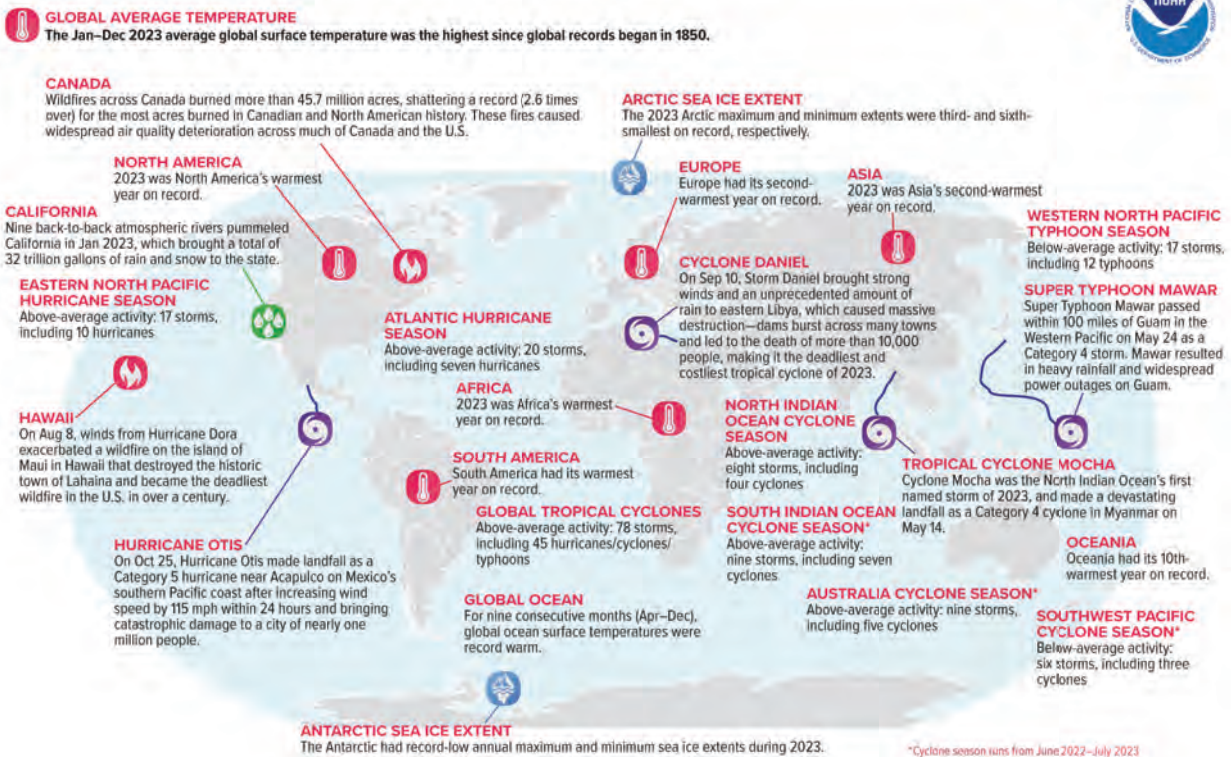 GLOBAL AVERAGE TEMPERATURE
The Jan–Dec 2023 average global surface temperature was the highest since global records began in 1850.
NOAA
U.S. DEPARTMENT OF COMMERCE
CANADA
Wildfires across Canada burned more than 45.7 million acres, shattering a record (2.6 times
over) for the most acres burned in Canadian and North American history. These fires caused
widespread air quality deterioration across much of Canada and the U.S.
ARCTIC SEA ICE EXTENT
The 2023 Arctic maximum and minimum extents were third- and sixth-
smallest on record, respectively.
NORTH AMERICA
2023 was North America's warmest
year on record.
EUROPE
Europe had its second-
warmest year on record.
ASIA
2023 was Asia's second-warmest
year on record.
CALIFORNIA
Nine back-to-back atmospheric rivers pummeled
California in Jan 2023, which brought a total of
32 trillion gallons of rain and snow to the state.
WESTERN NORTH PACIFIC
TYPHOON SEASON
Below-average activity: 17 storms,
including 12 typhoons
EASTERN NORTH PACIFIC
HURRICANE SEASON
Above-average activity: 17 storms,
including 10 hurricanes
CYCLONE DANIEL
On Sep 10, Storm Daniel brought strong
winds and an unprecedented amount of
rain to eastern Libya, which caused massive
destruction—dams burst across many towns
and led to the death of more than 10,000
people, making it the deadliest and
costliest tropical cyclone of 2023.
SUPER TYPHOON MAWAR
Super Typhoon Mawar passed
within 100 miles of Guam in the
Western Pacific on May 24 as a
Category 4 storm. Mawar resulted
in heavy rainfall and widespread
power outages on Guam.
ATLANTIC HURRICANE
SEASON
Above-average activity: 20 storms,
including seven hurricanes
AFRICA
2023 was Africa's warmest
year on record.
NORTH INDIAN
OCEAN CYCLONE
SEASON
Above-average activity:
eight storms, including
four cyclones
HAWAII
On Aug 8, winds from Hurricane Dora
exacerbated a wildfire on the island of
Maui in Hawaii that destroyed the historic
town of Lahaina and became the deadliest
wildfire in the U.S. in over a century.
SOUTH AMERICA
South America had its warmest
year on record.
TROPICAL CYCLONE MOCHA
Cyclone Mocha was the North Indian Ocean's first
named storm of 2023, and made a devastating
landfall as a Category 4 cyclone in Myanmar on
May 14.
GLOBAL TROPICAL CYCLONES
Above-average activity: 78 storms,
including 45 hurricanes/cyclones/
typhoons
SOUTH INDIAN OCEAN
CYCLONE SEASON*
Above-average activity:
nine storms, including seven
cyclones
HURRICANE OTIS
On Oct 25, Hurricane Otis made landfall as a
Category 5 hurricane near Acapulco on Mexico's
southern Pacific coast after increasing wind
speed by 115 mph within 24 hours and bringing
catastrophic damage to a city of nearly one
million people.
OCEANIA
Oceania had its 10th-
warmest year on record.
GLOBAL OCEAN
For nine consecutive months (Apr–Dec),
global ocean surface temperatures were
record warm.
AUSTRALIA CYCLONE SEASON*
Above-average activity: nine storms,
including five cyclones
SOUTHWEST PACIFIC
CYCLONE SEASON*
Below-average activity:
six storms, including three
cyclones
ANTARCTIC SEA ICE EXTENT
The Antarctic had record-low annual maximum and minimum sea ice extents during 2023.
*Cyclone season runs from June 2022–July 2023